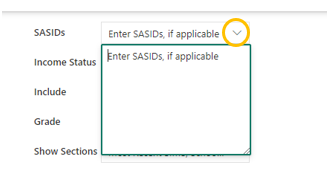 SASIDs
Enter SASIDs, if applicable
Income Status
Enter SASIDs, if applicable
Include
Grade
Show Sections